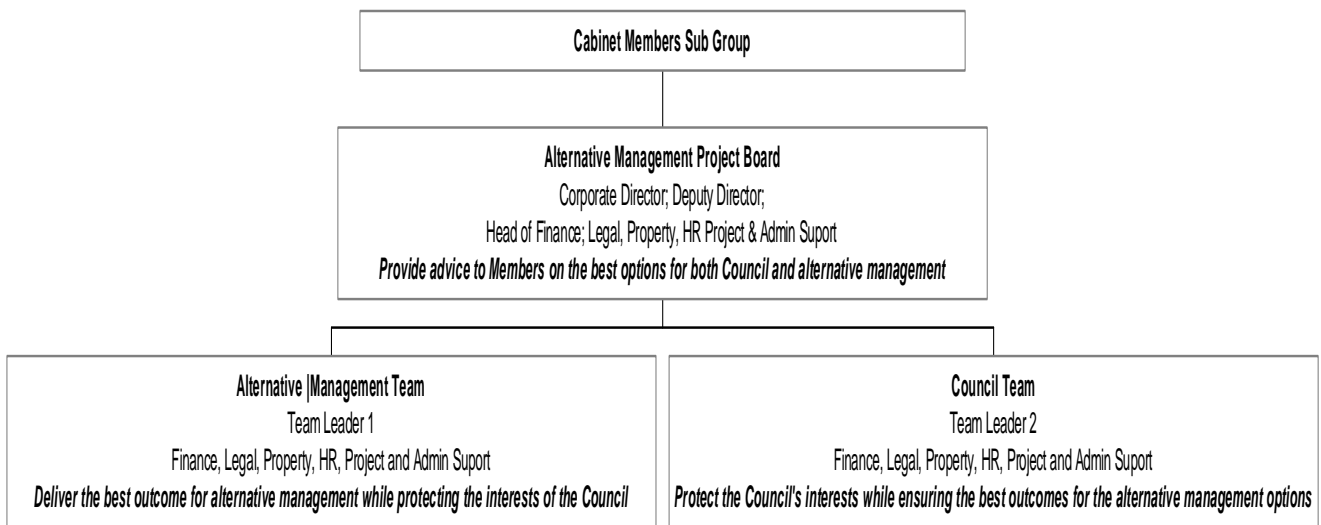 Cabinet Members Sub Group
Alternative Management Project Board
Corporate Director; Deputy Director;
Head of Finance; Legal, Property, HR Project & Admin Suport
Provide advice to Members on the best options for both Council and alternative management
Alternative |Management Team
Team Leader 1
Finance, Legal, Property, HR, Project and Admin Suport
Deliver the best outcome for alternative management while protecting the interests of the Council
Council Team
Team Leader 2
Finance, Legal, Property, HR, Project and Admin Suport
Protect the Council's interests while ensuring the best outcomes for the alternative management options